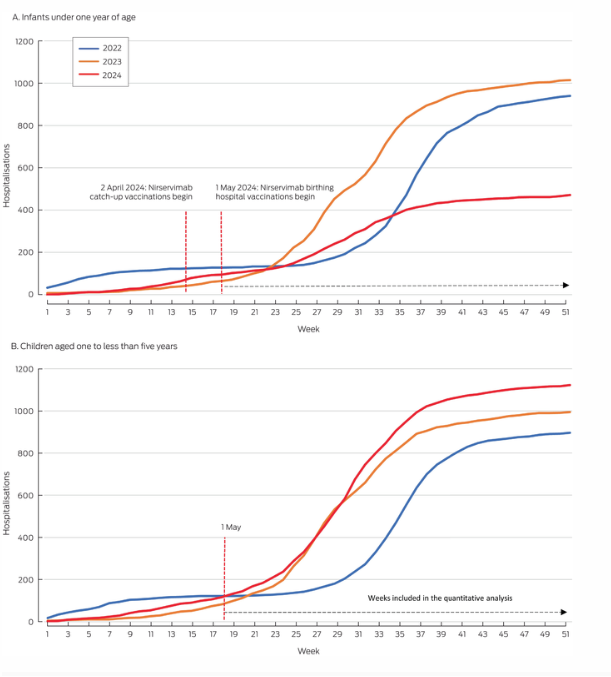 A. Infants under one year of age
1200
1000
800
600
400
200
0
Hospitalisations
2022
2023
2024
2 April 2024: Nirservimab
catch-up vaccinations begin
1 May 2024: Nirservimab birthing
hospital vaccinations begin
1 3 5 7 9 11 13 15 17 19 21 23 25 27 29 31 33 35 37 39 41 43 45 47 49 51
Week
B. Children aged one to less than five years
1200
1000
800
600
400
200
0
Hospitalisations
1 May
Weeks included in the quantitative analysis
1 3 5 7 9 11 13 15 17 19 21 23 25 27 29 31 33 35 37 39 41 43 45 47 49 51
Week